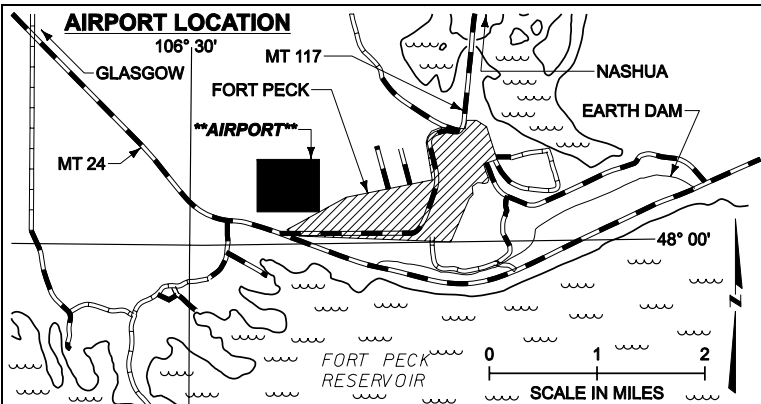 AIRPORT LOCATION
106° 30'
MT 117
GLASGOW
NASHUA
FORT PECK
EARTH DAM
**AIRPORT**
MT 24
48° 00'
N
FORT PECK
RESERVOIR
0 1 2
SCALE IN MILES